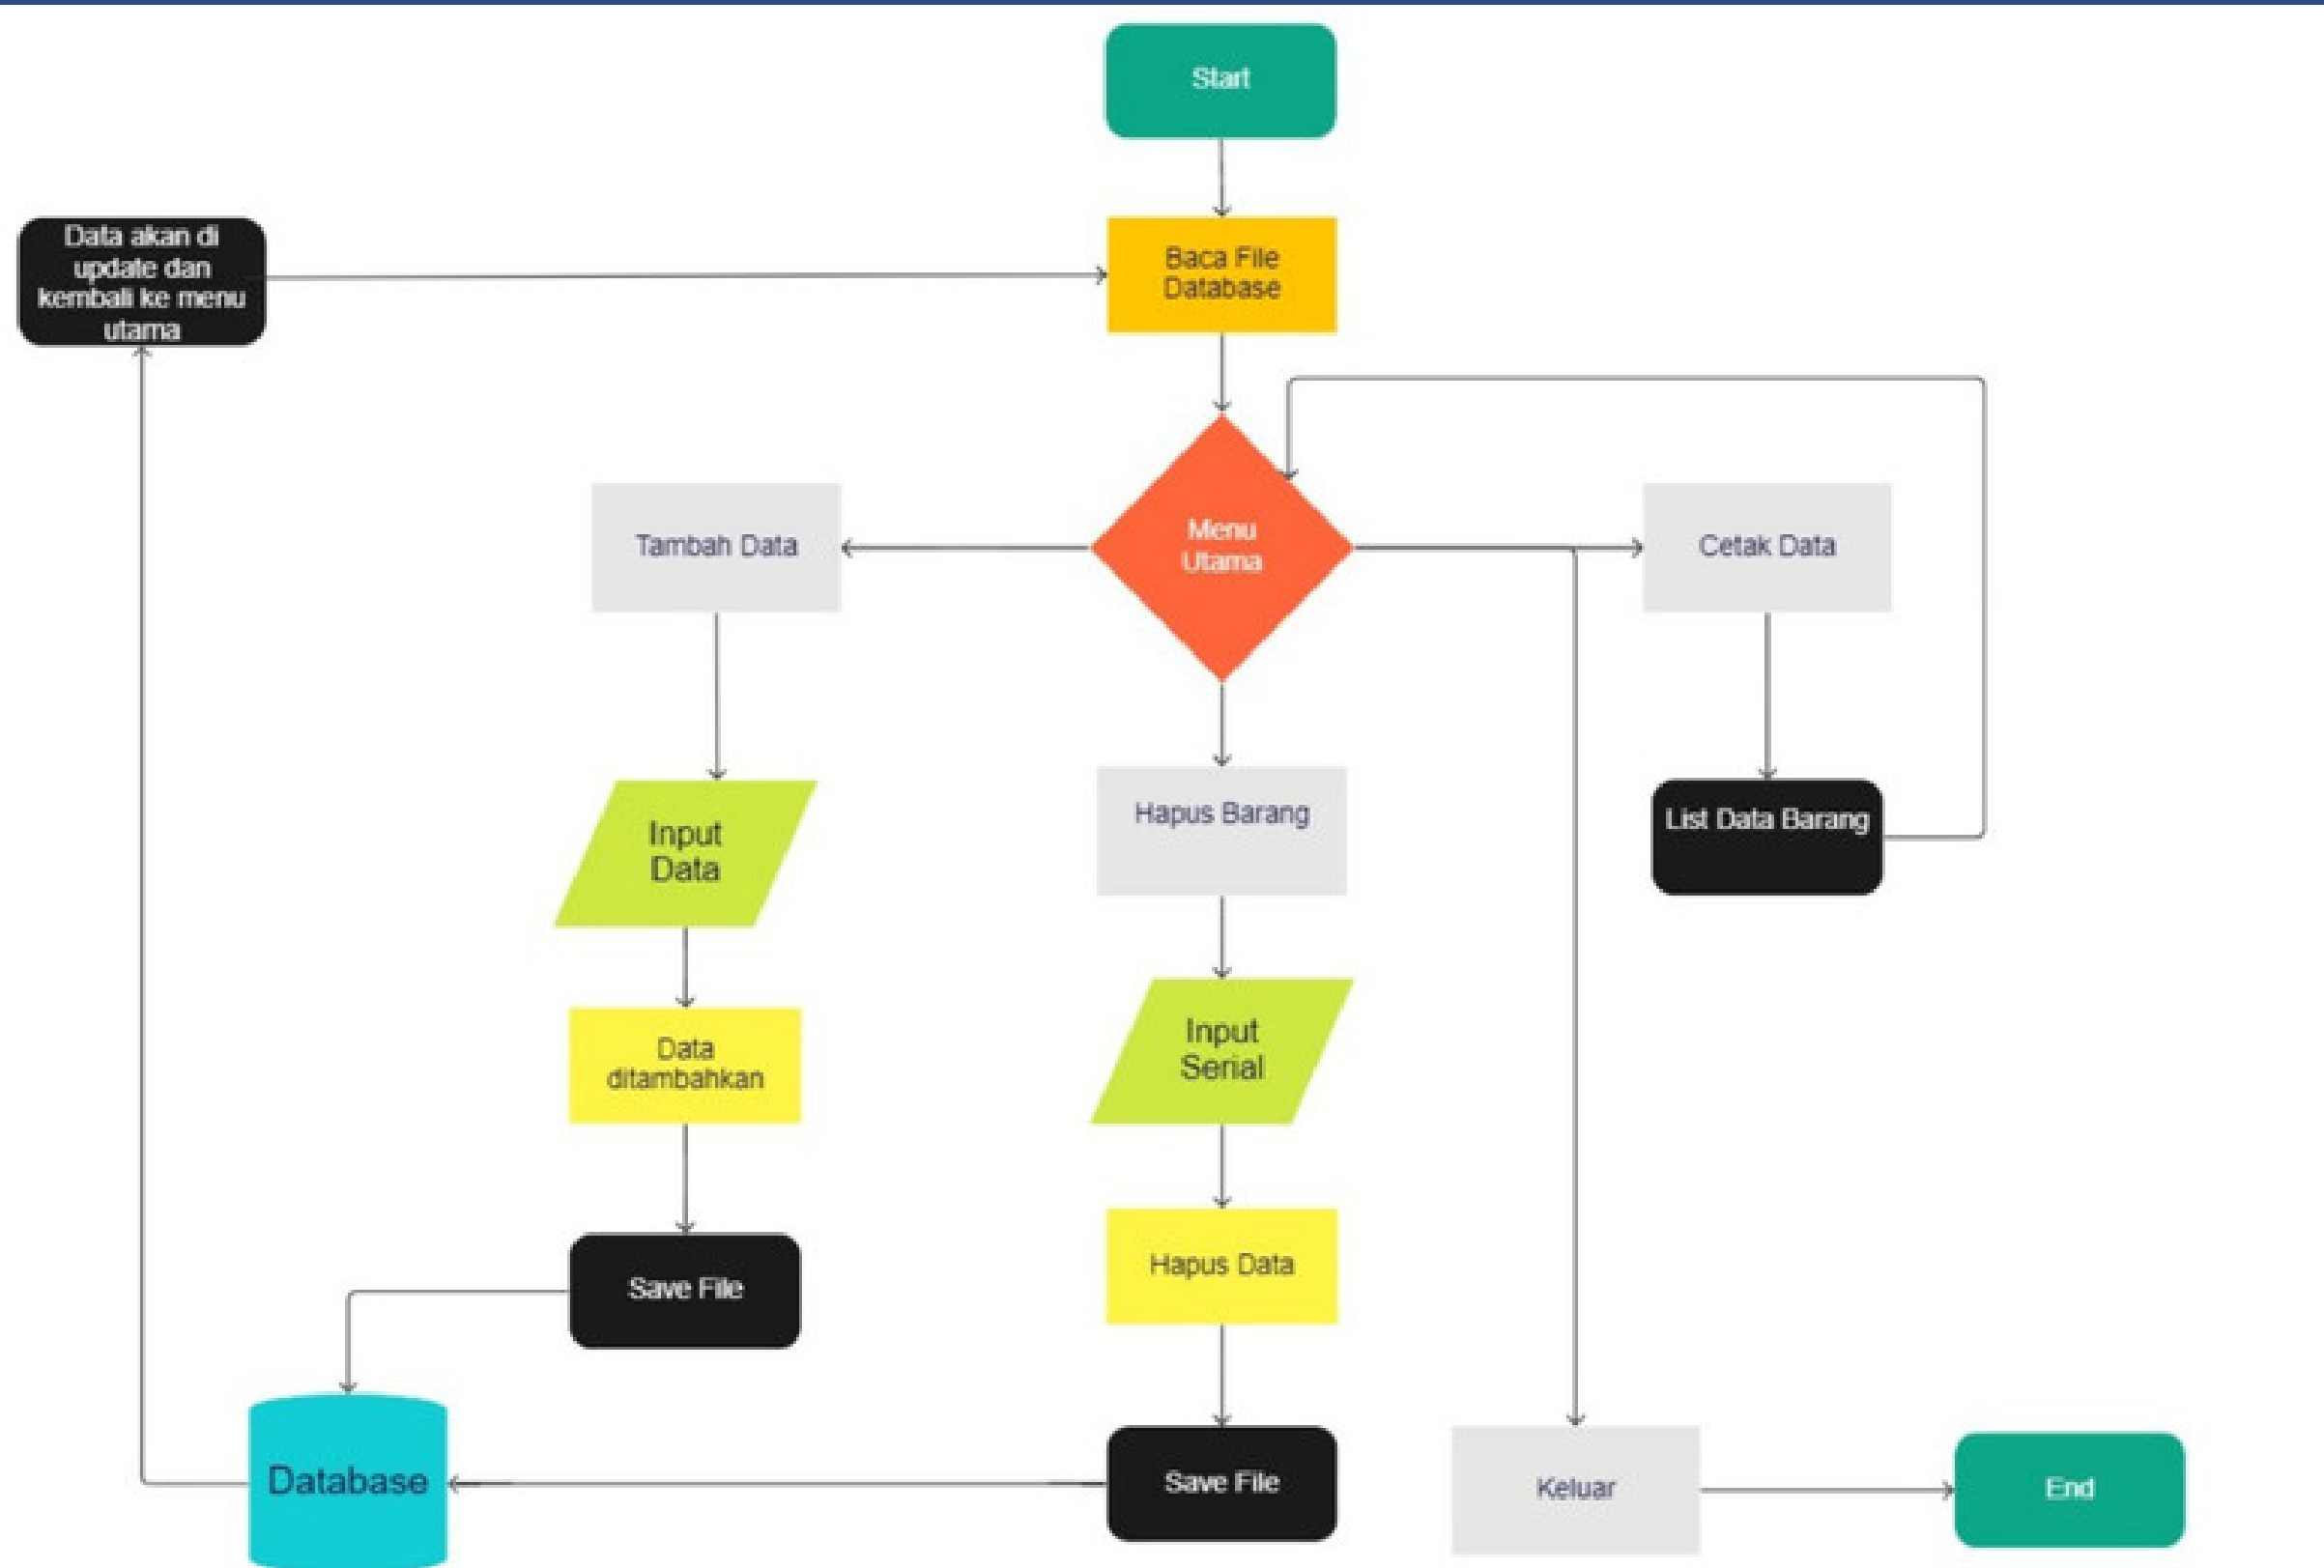 Start
Data akan di
update dan
kembali ke menu
utama
Baca File
Database
Tambah Data
Menu
Utama
Cetak Data
Input
Data
Hapus Barang
List Data Barang
Data
ditambahkan
Input
Serial
Save File
Hapus Data
Database
Save File
Keluar
End